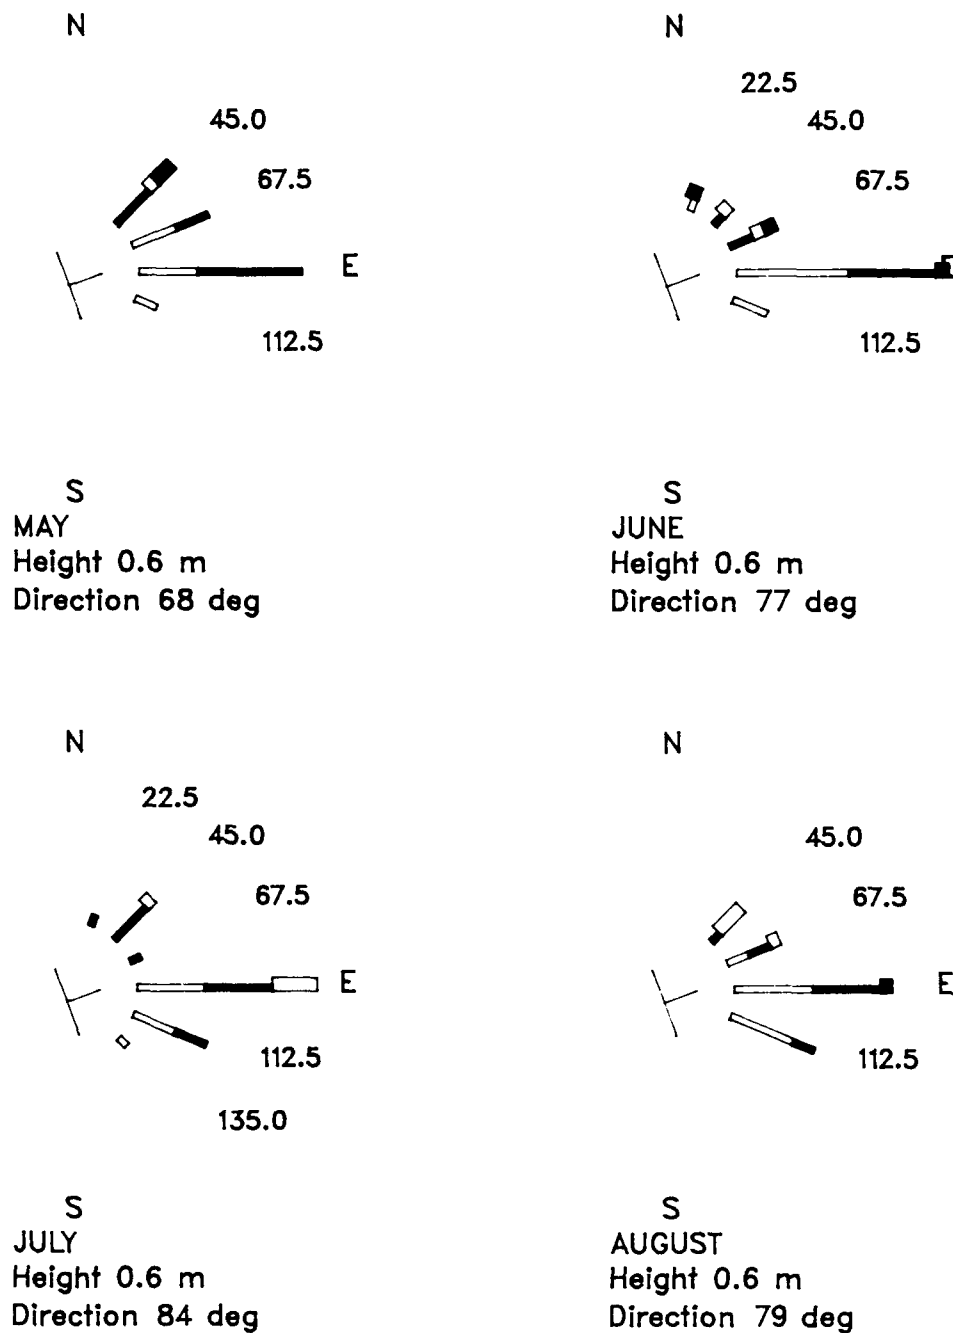 N
45.0
67.5
E
112.5
S
MAY
Height 0.6 m
Direction 68 deg
N
22.5
45.0
67.5
112.5
S
JUNE
Height 0.6 m
Direction 77 deg
N
22.5
45.0
67.5
E
112.5
135.0
S
JULY
Height 0.6 m
Direction 84 deg
N
45.0
67.5
E
112.5
S
AUGUST
Height 0.6 m
Direction 79 deg